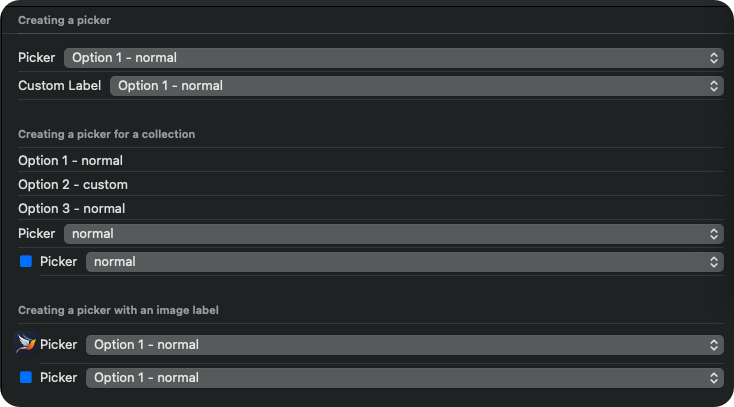 Creating a picker
Picker Option 1 - normal
Custom Label Option 1 - normal
Creating a picker for a collection
Option 1 - normal
Option 2 - custom
Option 3 - normal
Picker normal
Picker normal
Creating a picker with an image label
Picker Option 1 - normal
Picker Option 1 - normal